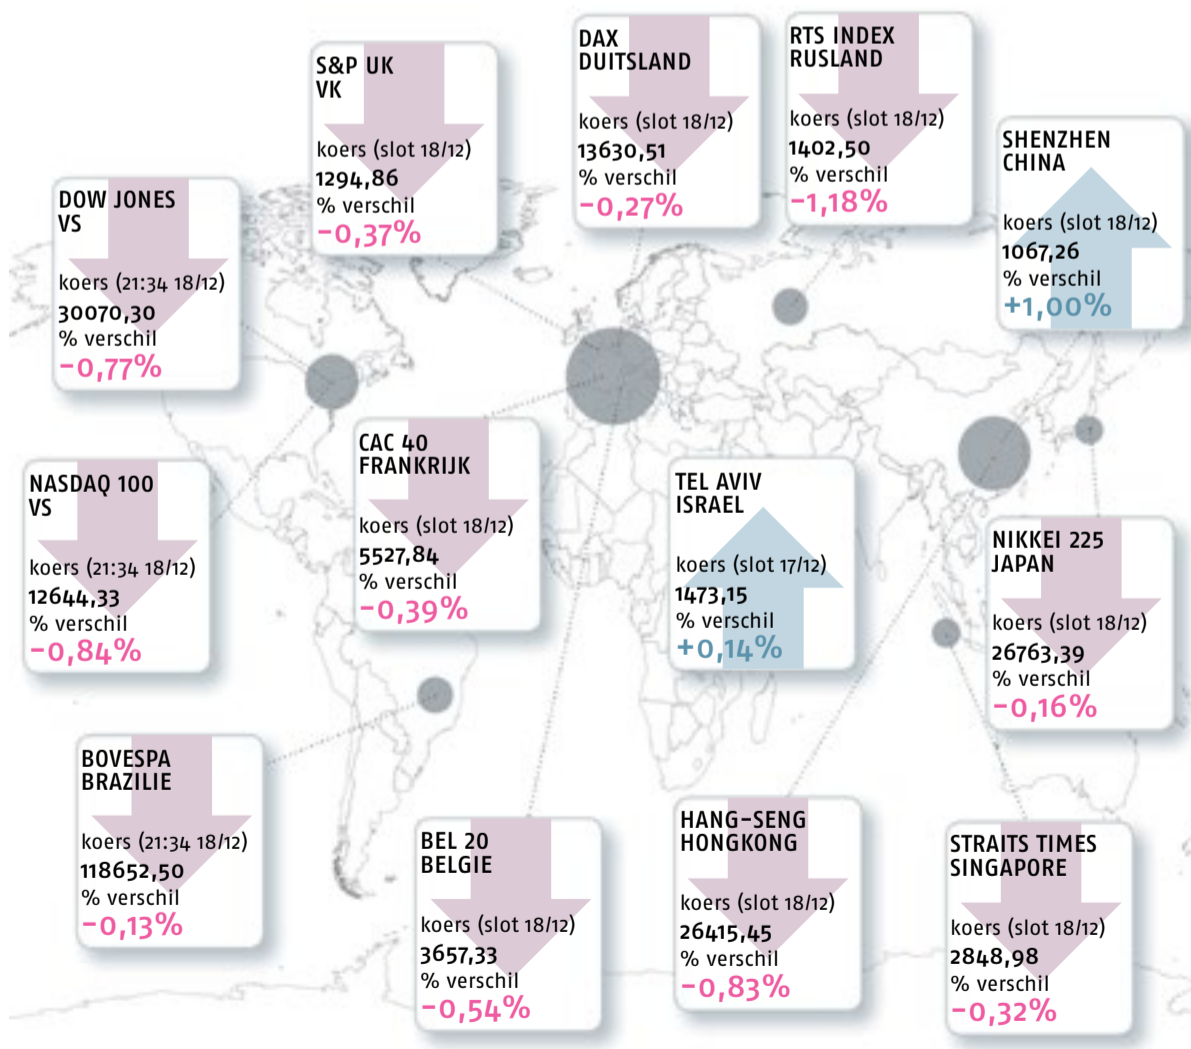 S&P UK
VK
koers (slot 18/12)
1294,86
% verschil
-0,37%
DAX
DUITSLAND
koers (slot 18/12)
13630,51
% verschil
-0,27%
RTS INDEX
RUSLAND
koers (slot 18/12)
1402,50
% verschil
-1,18%
SHENZHEN
CHINA
koers (slot 18/12)
1067,26
% verschil
+1,00%
DOW JONES
VS
koers (21:34 18/12)
30070,30
% verschil
-0,77%
NASDAQ 100
VS
koers (21:34 18/12)
12644,33
% verschil
-0,84%
CAC 40
FRANKRIJK
koers (slot 18/12)
5527,84
% verschil
-0,39%
TEL AVIV
ISRAEL
koers (slot 17/12)
1473,15
% verschil
+0,14%
NIKKEI 225
JAPAN
koers (slot 18/12)
26763,39
% verschil
-0,16%
BOVESPA
BRAZILIE
koers (21:34 18/12)
118652,50
% verschil
-0,13%
BEL 20
BELGIE
koers (slot 18/12)
3657,33
% verschil
-0,54%
HANG-SENG
HONGKONG
koers (slot 18/12)
26415,45
% verschil
-0,83%
STRAITS TIMES
SINGAPORE
koers (slot 18/12)
2848,98
% verschil
-0,32%